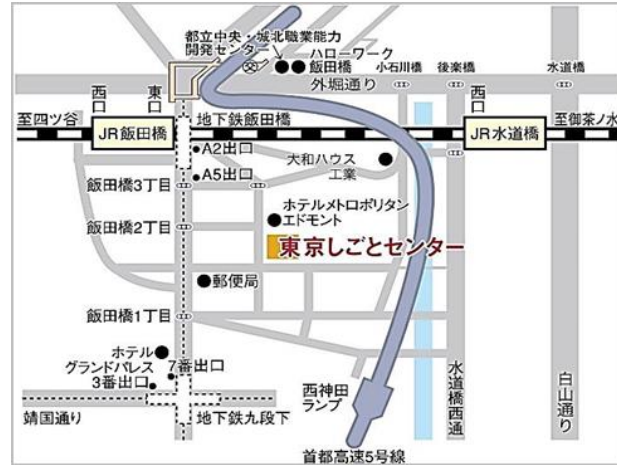 都立中央・城北職業能力
開発センター
ハローワーク
飯田橋
小石川橋
後楽橋
水道橋
外堀通り
西口
東口
西口
至四ツ谷
JR飯田橋
地下鉄飯田橋
JR水道橋
至御茶ノ水
A2出口
大和ハウス
工業
A5出口
飯田橋3丁目
ホテルメトロポリタン
エドモント
飯田橋2丁目
東京しごとセンター
郵便局
飯田橋1丁目
ホテル
グランドパレス
7番出口
3番出口
西神田
ランプ
水道橋西通
白山通り
靖国通り
地下鉄九段下
首都高速5号線